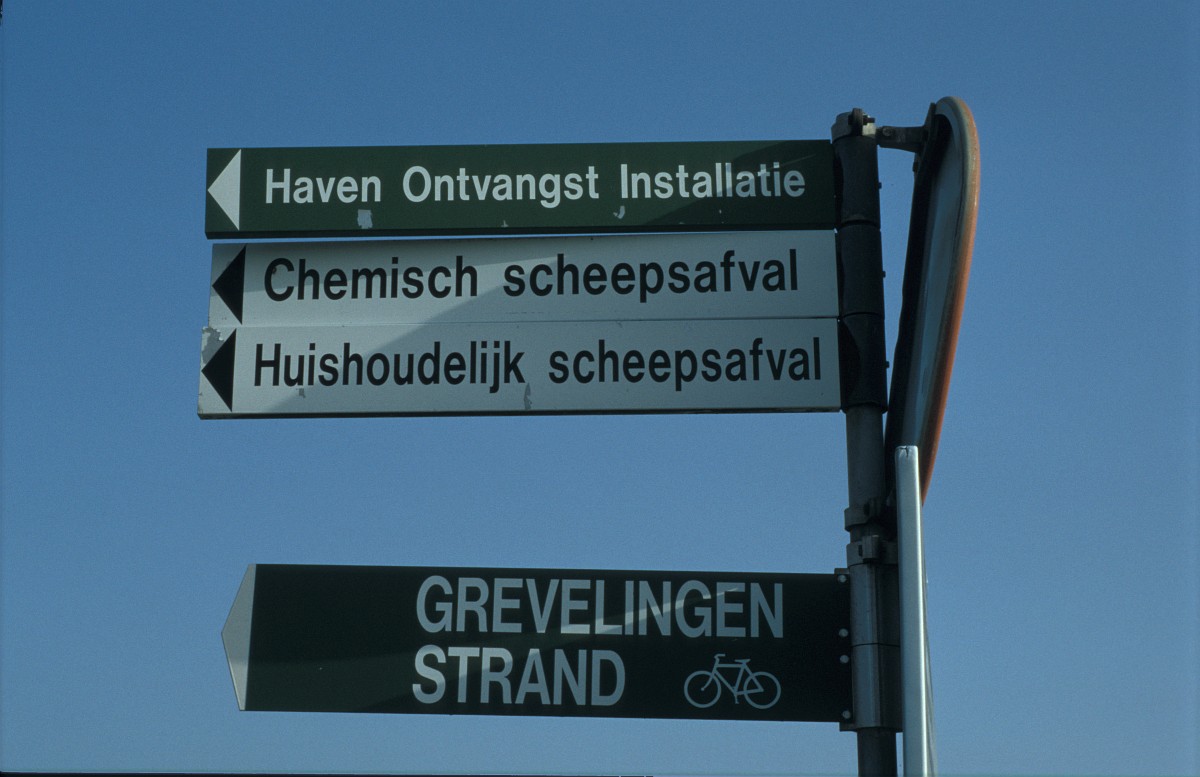 Haven Ontvangst Installatie
Chemisch scheepsafval
Huishoudelijk scheepsafval
GREVELINGEN
STRAND